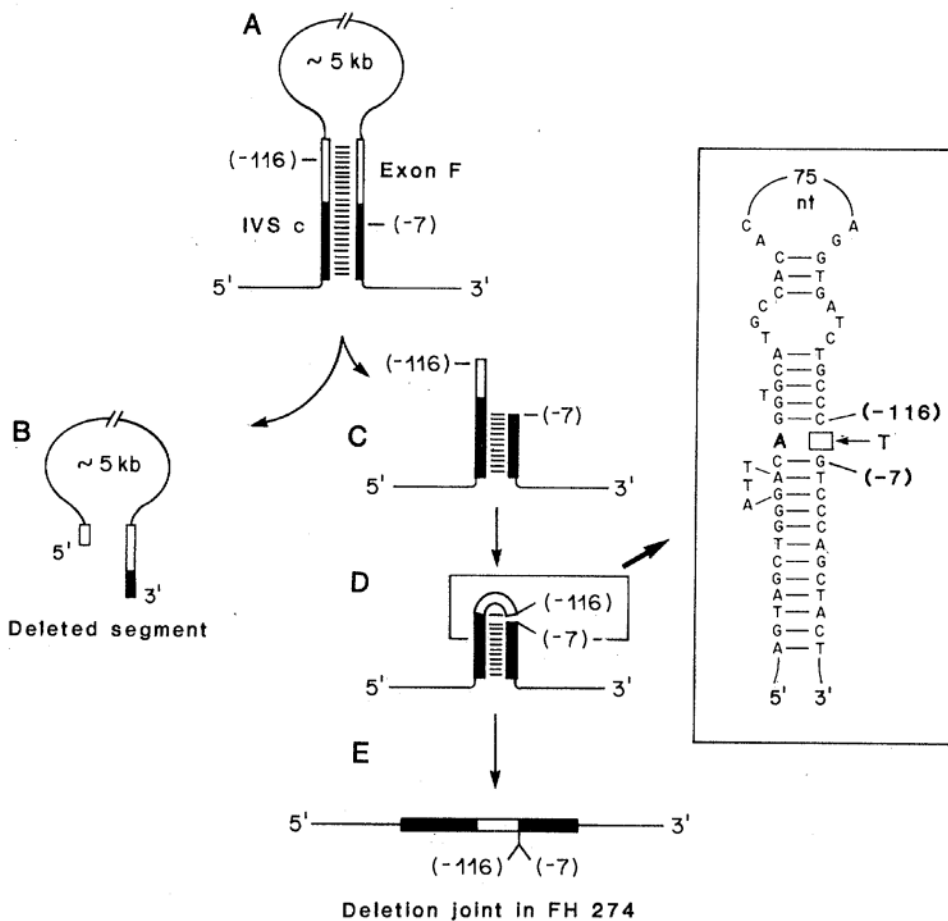 A
~ 5 kb
(-116)
Exon F
IVS c
(-7)
5' 3'
B
~ 5 kb
5'
3'
Deleted segment
C
(-116)
(-7)
5' 3'
D
(-116)
(-7)
5' 3'
E
5' 3'
(-116) (-7)
Deletion joint in FH 274
75
nt
C A
A G
C G
A T
C G
C A
G T
T C
A T
C G
G C
T G C
G C (-116)
A T
T C G (-7)
T A T
G C
A G C
G C
T A
C G
G C
A T
T A
G C
A T
5' 3'